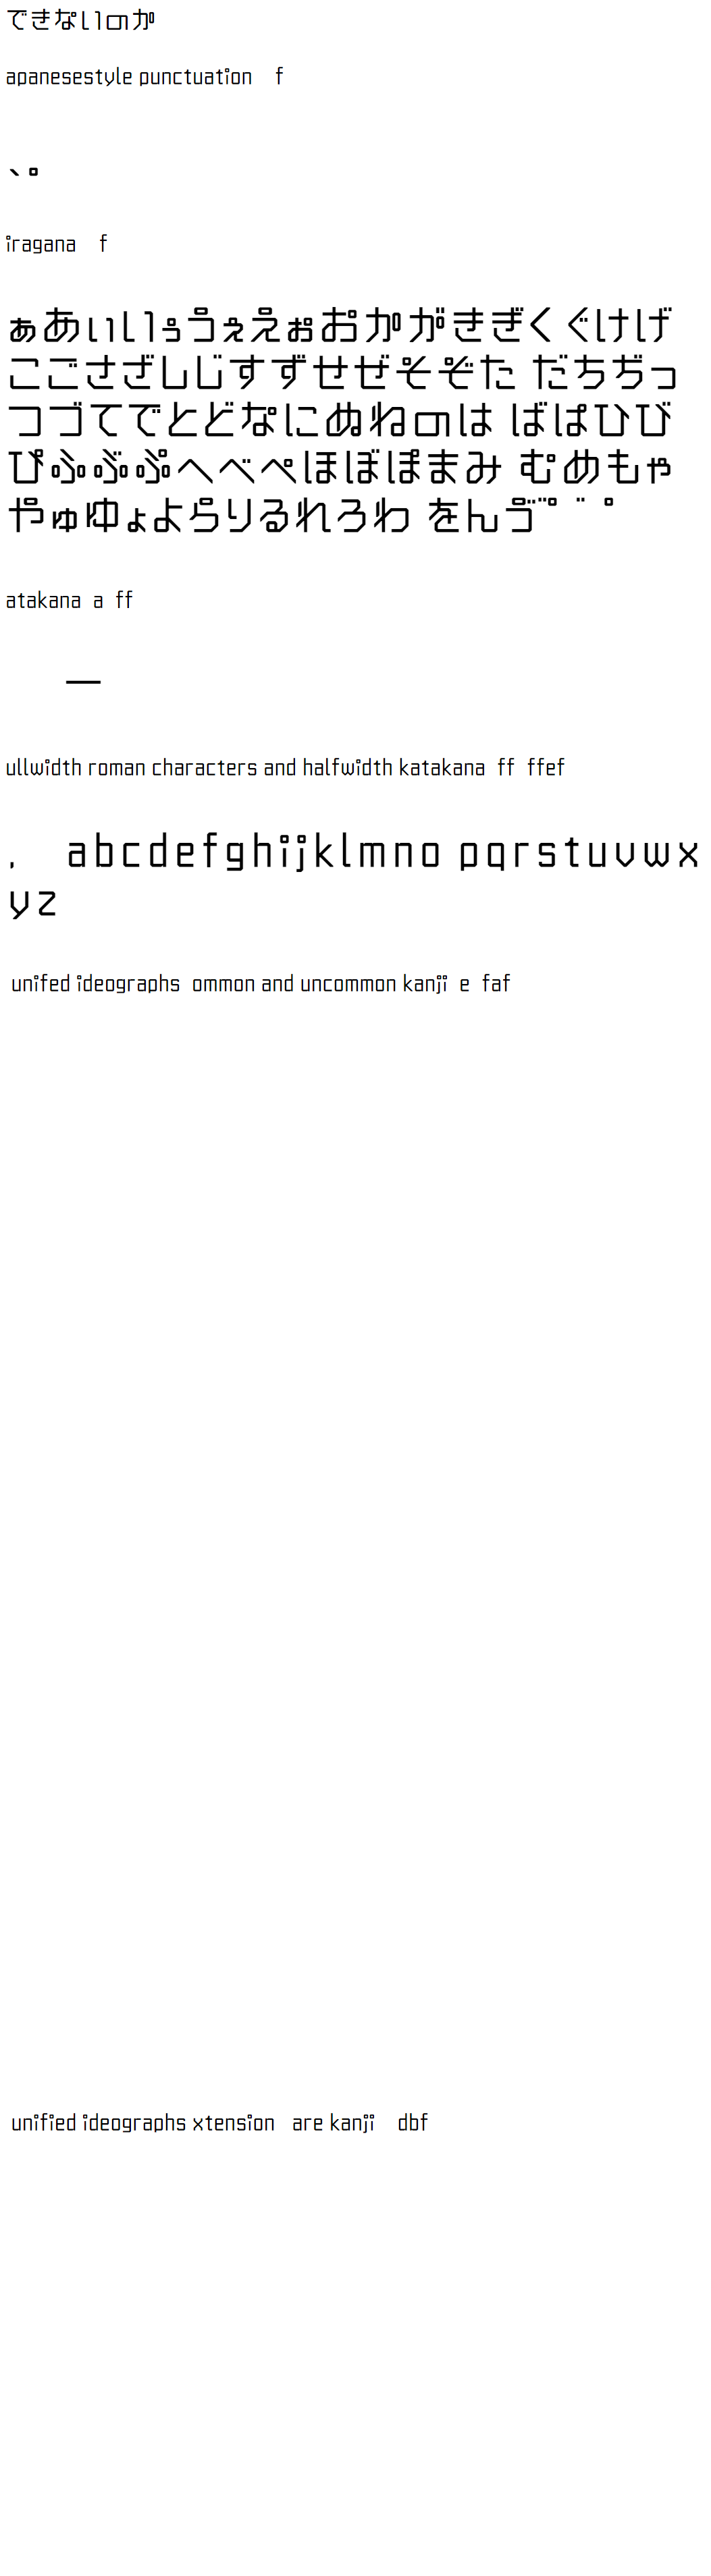 できないのか
apanesestyle punctuation f
、。
iragana f
ぁあぃいぅうぇえぉおかがきぎくぐけげ
こごさざしじすずせぜそぞた だちぢっ
つづてでとどなにぬねのは ばぱひび
ぴふぶぷへべぺほぼぽまみ むめもゃ
やゅゆょよらりるれろわ をんゔ゛゜ ゛ ゜
atakana a ff
ー
ullwidth roman characters and halfwidth katakana ff ffef
, abcdefghijklmno pqrstuvwx
yz
unifed ideographs ommon and uncommon kanji e faf
unified ideographs xtension are kanji dbf